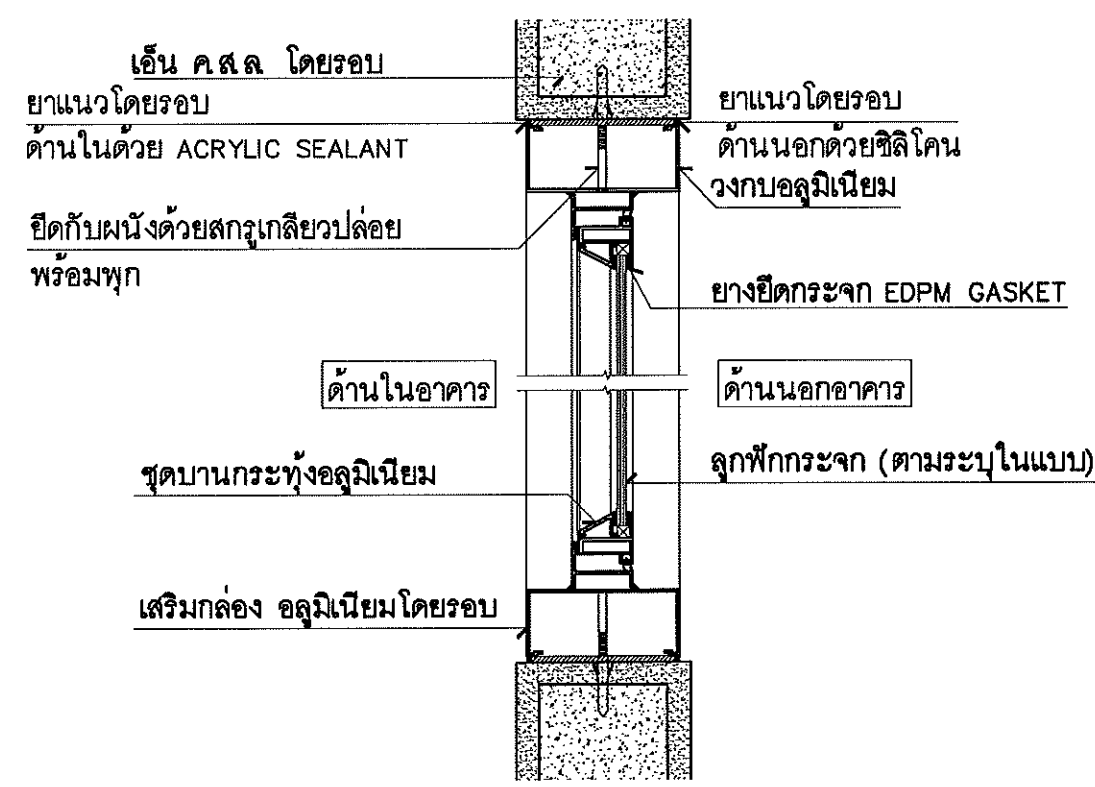 เอ็น ค.ส.ล. โดยรอบ
ยาแนวโดยรอบ
ด้านในด้วย ACRYLIC SEALANT
ยาแนวโดยรอบ
ด้านนอกด้วยซิลิโคน
วงกบอลูมิเนียม
ยึดกับผนังด้วยสกรูเกลียวปล่อย
พร้อมพุก
ยางยึดกระจก EDPM GASKET
ด้านในอาคาร
ด้านนอกอาคาร
ชุดบานกระทุ้งอลูมิเนียม
ลูกฟักกระจก (ตามระบุในแบบ)
เสริมกล่อง อลูมิเนียมโดยรอบ